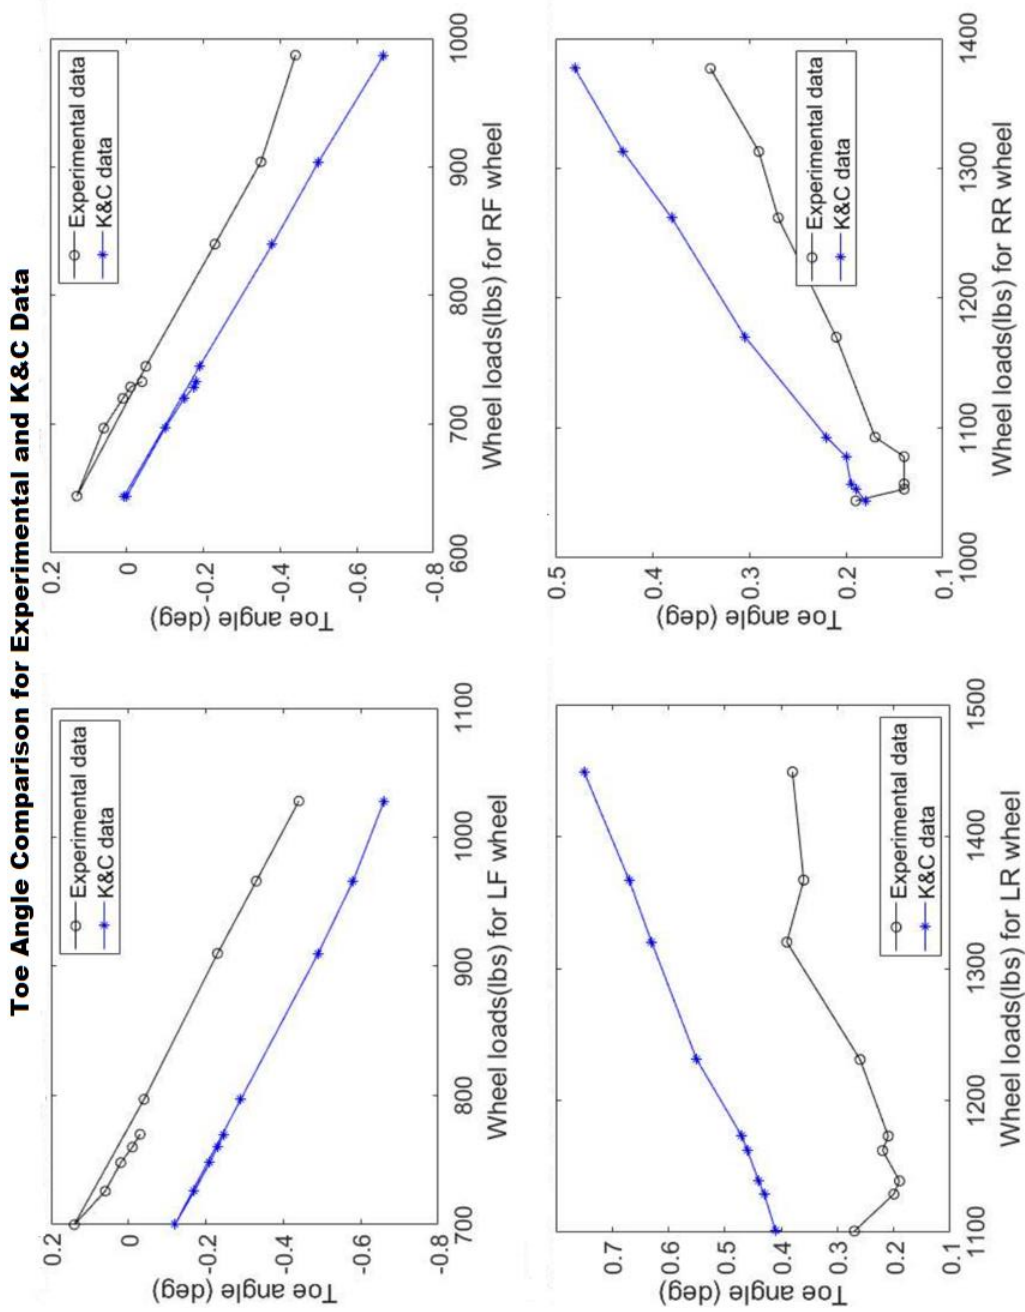 Toe Angle Comparison for Experimental and K&C Data
0.2
0
-0.2
-0.4
-0.6
-0.8
Toe angle (deg)
700
800
900
1000
1100
Wheel loads(lbs) for LF wheel
Experimental data
K&C data
0.2
0
-0.2
-0.4
-0.6
-0.8
Toe angle (deg)
600
700
800
900
1000
Wheel loads(lbs) for RF wheel
Experimental data
K&C data
0.7
0.6
0.5
0.4
0.3
0.2
0.1
Toe angle (deg)
1100
1200
1300
1400
1500
Wheel loads(lbs) for LR wheel
Experimental data
K&C data
0.5
0.4
0.3
0.2
0.1
Toe angle (deg)
1000
1100
1200
1300
1400
Wheel loads(lbs) for RR wheel
Experimental data
K&C data